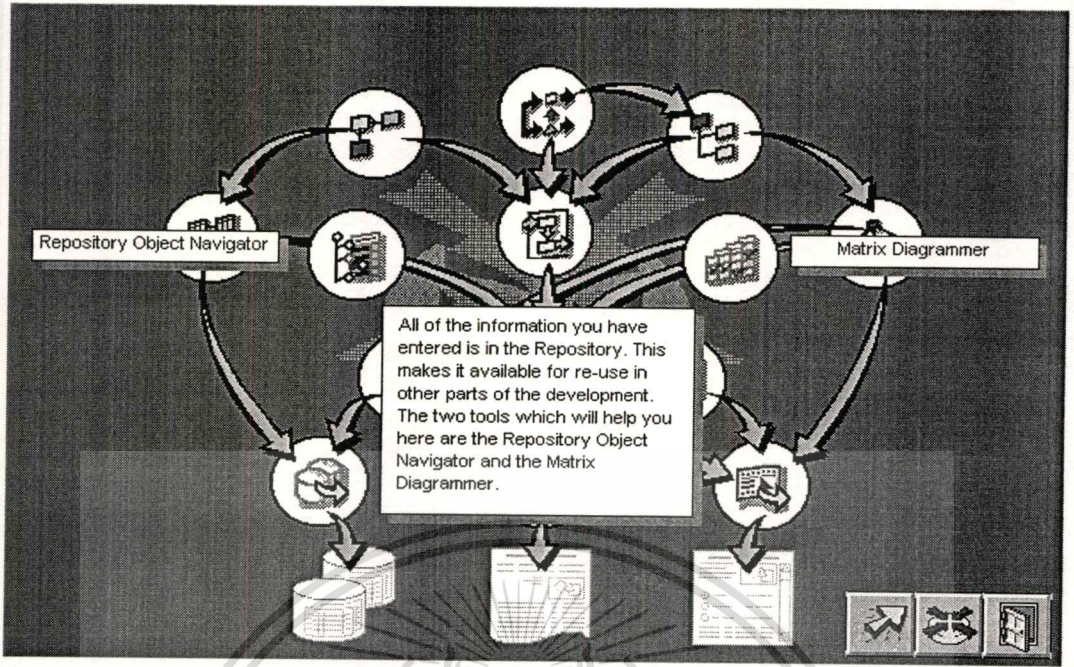 Repository Object Navigator
Matrix Diagrammer
All of the information you have
entered is in the Repository. This
makes it available for re-use in
other parts of the development.
The two tools which will help you
here are the Repository Object
Navigator and the Matrix
Diagrammer.